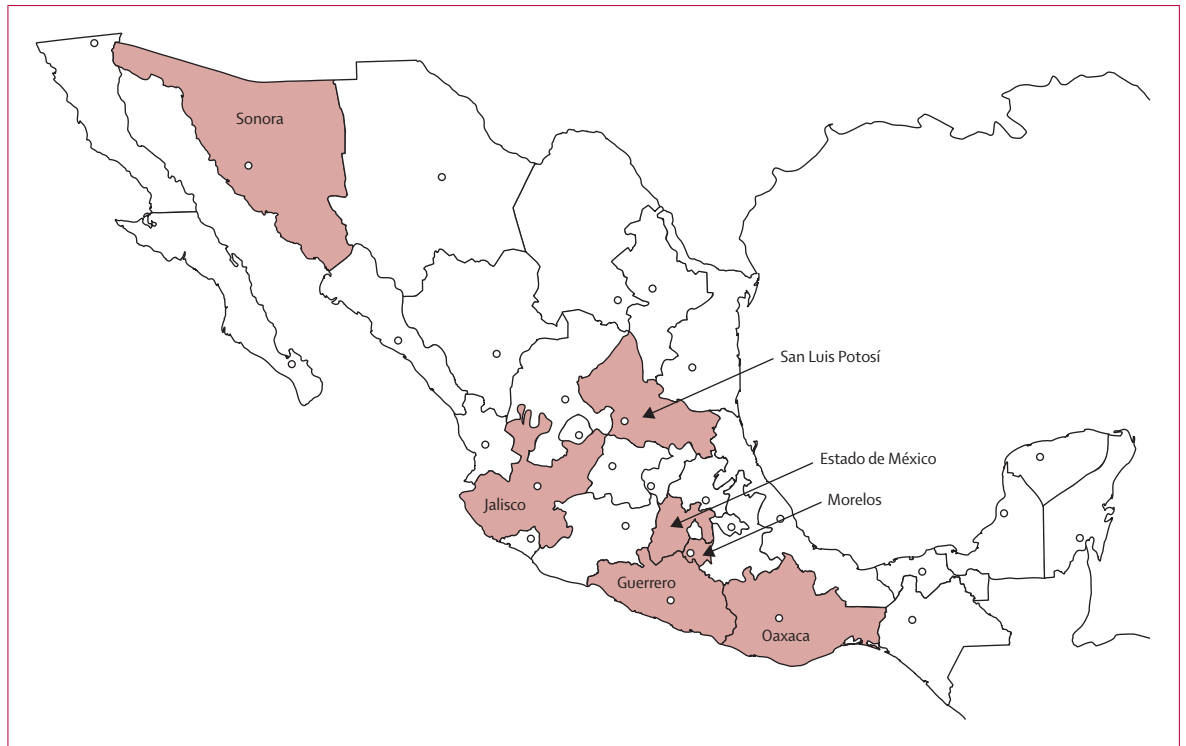 Sonora
San Luis Potosí
Estado de México
Jalisco
Morelos
Guerrero
Oaxaca